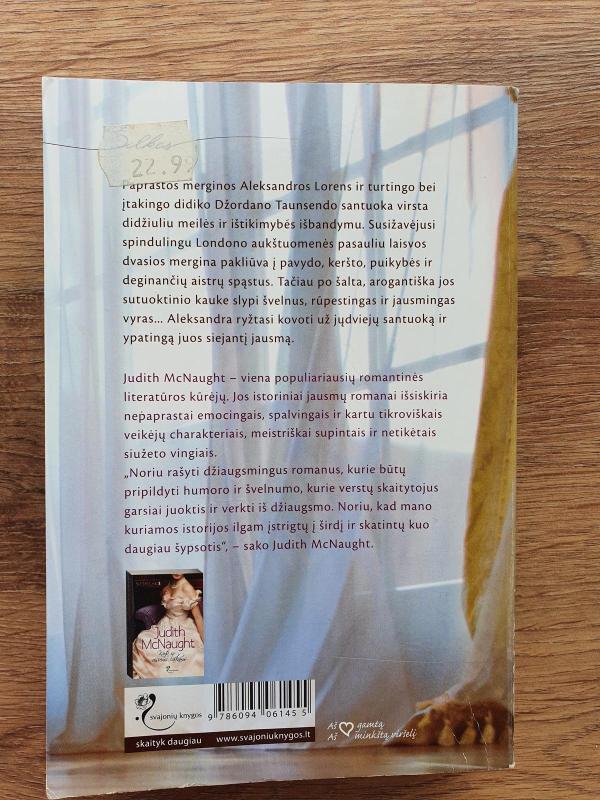 Šilkas
22.99
Paprastos merginos Aleksandros Lorens ir turtingo bei
įtakingo didiko Džordano Taunsendo santuoka virsta
didžiuliu meilės ir ištikimybės išbandymu. Susižavėjusi
spindulingu Londono aukštuomenės pasauliu laisvos
dvasios mergina pakliūva į pavydo, keršto, puikybės ir
deginančių aistrų spąstus. Tačiau po šalta, arogantiška jos
sutuoktinio kauke slypi švelnus, rūpestingas ir jausmingas
vyras... Aleksandra ryžtasi kovoti už jųdviejų santuoką ir
ypatingą juos siejantį jausmą.
Judith McNaught – viena populiariausių romantinės
literatūros kūrėjų. Jos istoriniai jausmų romanai išsiskiria
nepaprastai emocingais, spalvingais ir kartu tikroviškais
veikėjų charakteriais, meistriškai supintais ir netikėtais
siužeto vingiais.
„Noriu rašyti džiaugsmingus romanus, kurie būtų
pripildyti humoro ir švelnumo, kurie verstų skaitytojus
garsiai juoktis ir verkti iš džiaugsmo. Noriu, kad mano
kuriamos istorijos ilgam įstrigtų į širdį ir skatintų kuo
daugiau šypsotis“, – sako Judith McNaught.
Judith
McNaught
svajonių knygos
9 786094 061455
skaityk daugiau
www.svajoniuknygos.lt
Aš gamtą
Aš minkštą viršelį